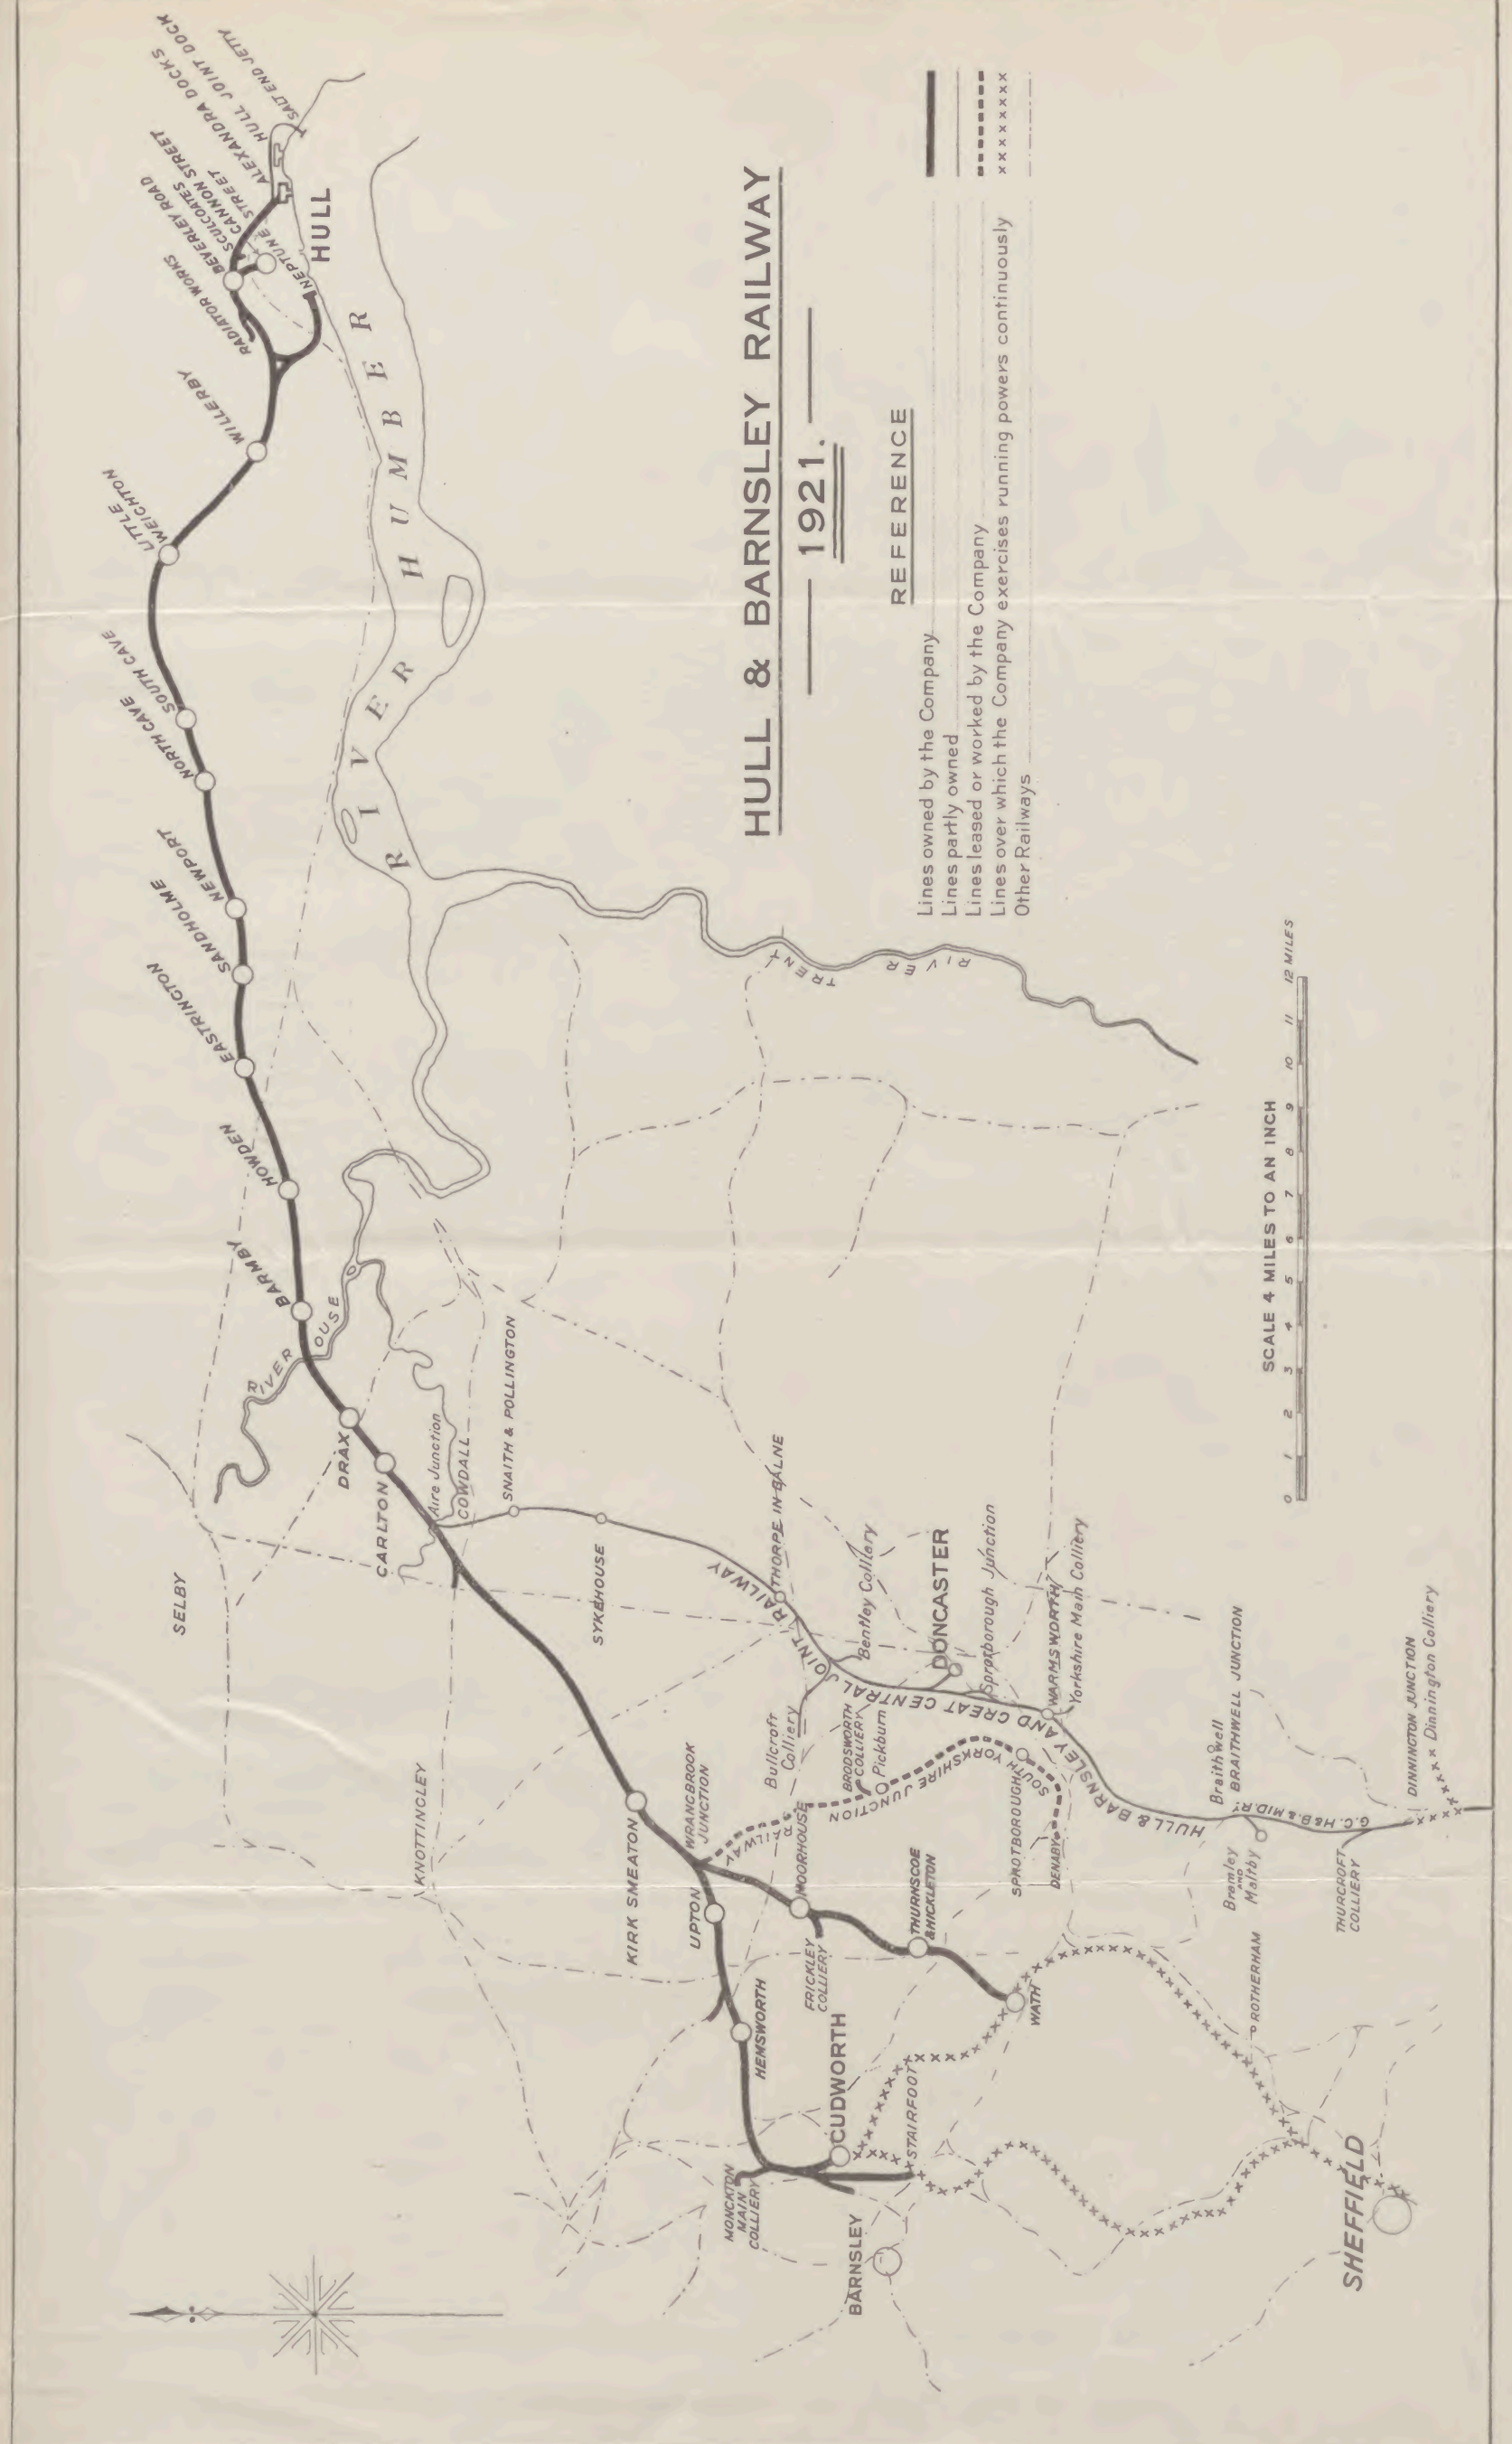 HULL & BARNSLEY RAILWAY
1921.
REFERENCE
Lines owned by the Company
Lines partly owned
Lines leased or worked by the Company
Lines over which the Company exercises running powers continuously
Other Railways
SCALE 4 MILES TO AN INCH
0 1 2 3 4 5 6 7 8 9 10 11 12 MILES
SALT END JETTY
HULL JOINT DOCK
ALEXANDRA DOCKS
NEPTUNE STREET
CANNON STREET
SCULCOATES
BEVERLEY ROAD
RADIATOR WORKS
HULL
WILLERBY
LITTLE
WEIGHTON
SOUTH CAVE
NORTH CAVE
NEWPORT
SANDHOLME
EASTRINGTON
HOWDEN
BARMBY
RIVER HUMBER
RIVER OUSE
RIVER TRENT
DRAX
CARLTON
Aire Junction
GOWDALL
SNAITH & POLLINGTON
SELBY
SYKEHOUSE
THORPE IN BALNE
Bentley Colliery
DONCASTER
Sprotborough Junction
WARMSWORTH
Yorkshire Main Colliery
HULL & BARNSLEY AND GREAT CENTRAL JOINT RAILWAY
Bullcroft
Colliery
BRODSWORTH
COLLIERY
Pickburn
SOUTH YORKSHIRE JUNCTION RAILWAY
SPROTBOROUGH
DENABY
Braithwell
BRAITHWELL JUNCTION
G.C. H&B. & MID. RY.
Bramley
AND
Maltby
THURCROFT
COLLIERY
DINNINGTON JUNCTION
Dinnington Colliery
KNOTTINGLEY
KIRK SMEATON
WRANGBROOK
JUNCTION
UPTON
MOORHOUSE
FRICKLEY
COLLIERY
THURNSCOE
& HICKLETON
WATH
HEMSWORTH
CUDWORTH
STAIRFOOT
MONCKTON
MAIN
COLLIERY
BARNSLEY
ROTHERHAM
SHEFFIELD